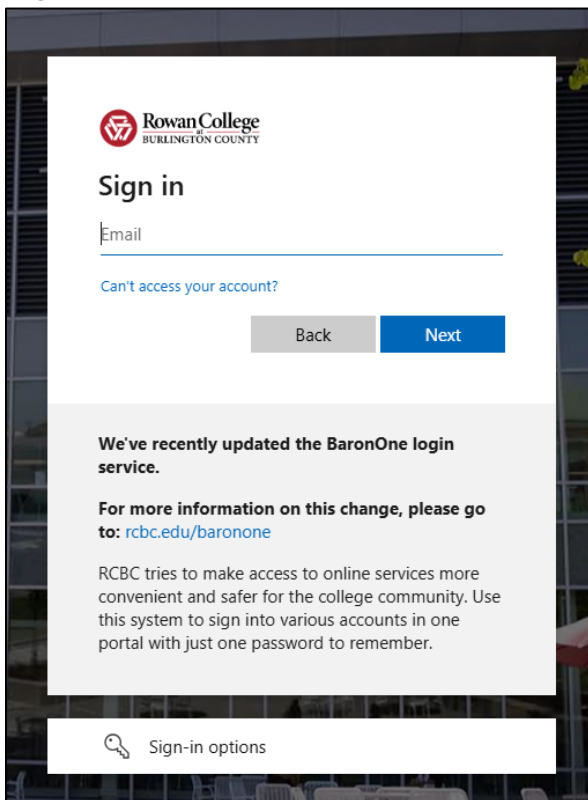 Rowan College
at
BURLINGTON COUNTY
Sign in
Email
Can't access your account?
Back
Next
We've recently updated the BaronOne login
service.
For more information on this change, please go
to: rcbc.edu/baronone
RCBC tries to make access to online services more
convenient and safer for the college community. Use
this system to sign into various accounts in one
portal with just one password to remember.
Sign-in options